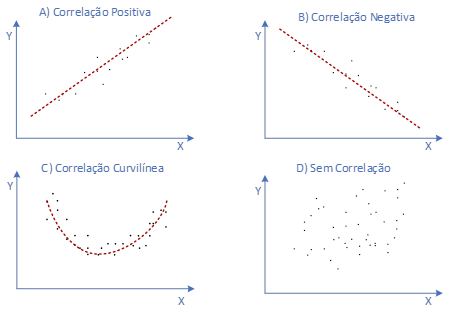 A) Correlação Positiva
Y
X
B) Correlação Negativa
Y
X
C) Correlação Curvilínea
Y
X
D) Sem Correlação
Y
X